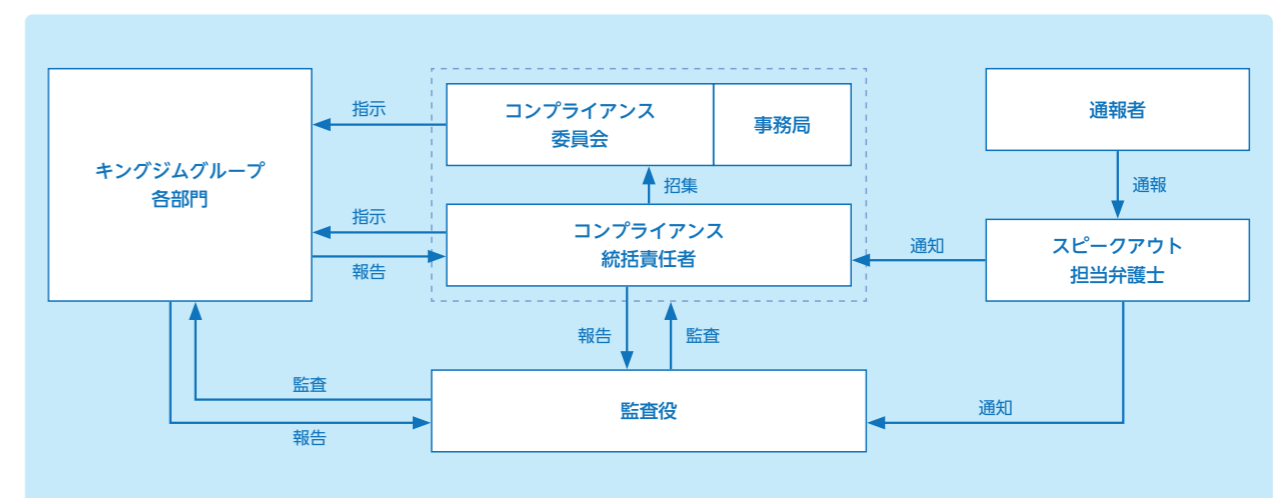 コンプライアンス
委員会
事務局
通報者
指示
キングジムグループ
各部門
招集
通報
指示
コンプライアンス
統括責任者
報告
通知
スピークアウト
担当弁護士
報告
監査
監査
監査役
通知
報告